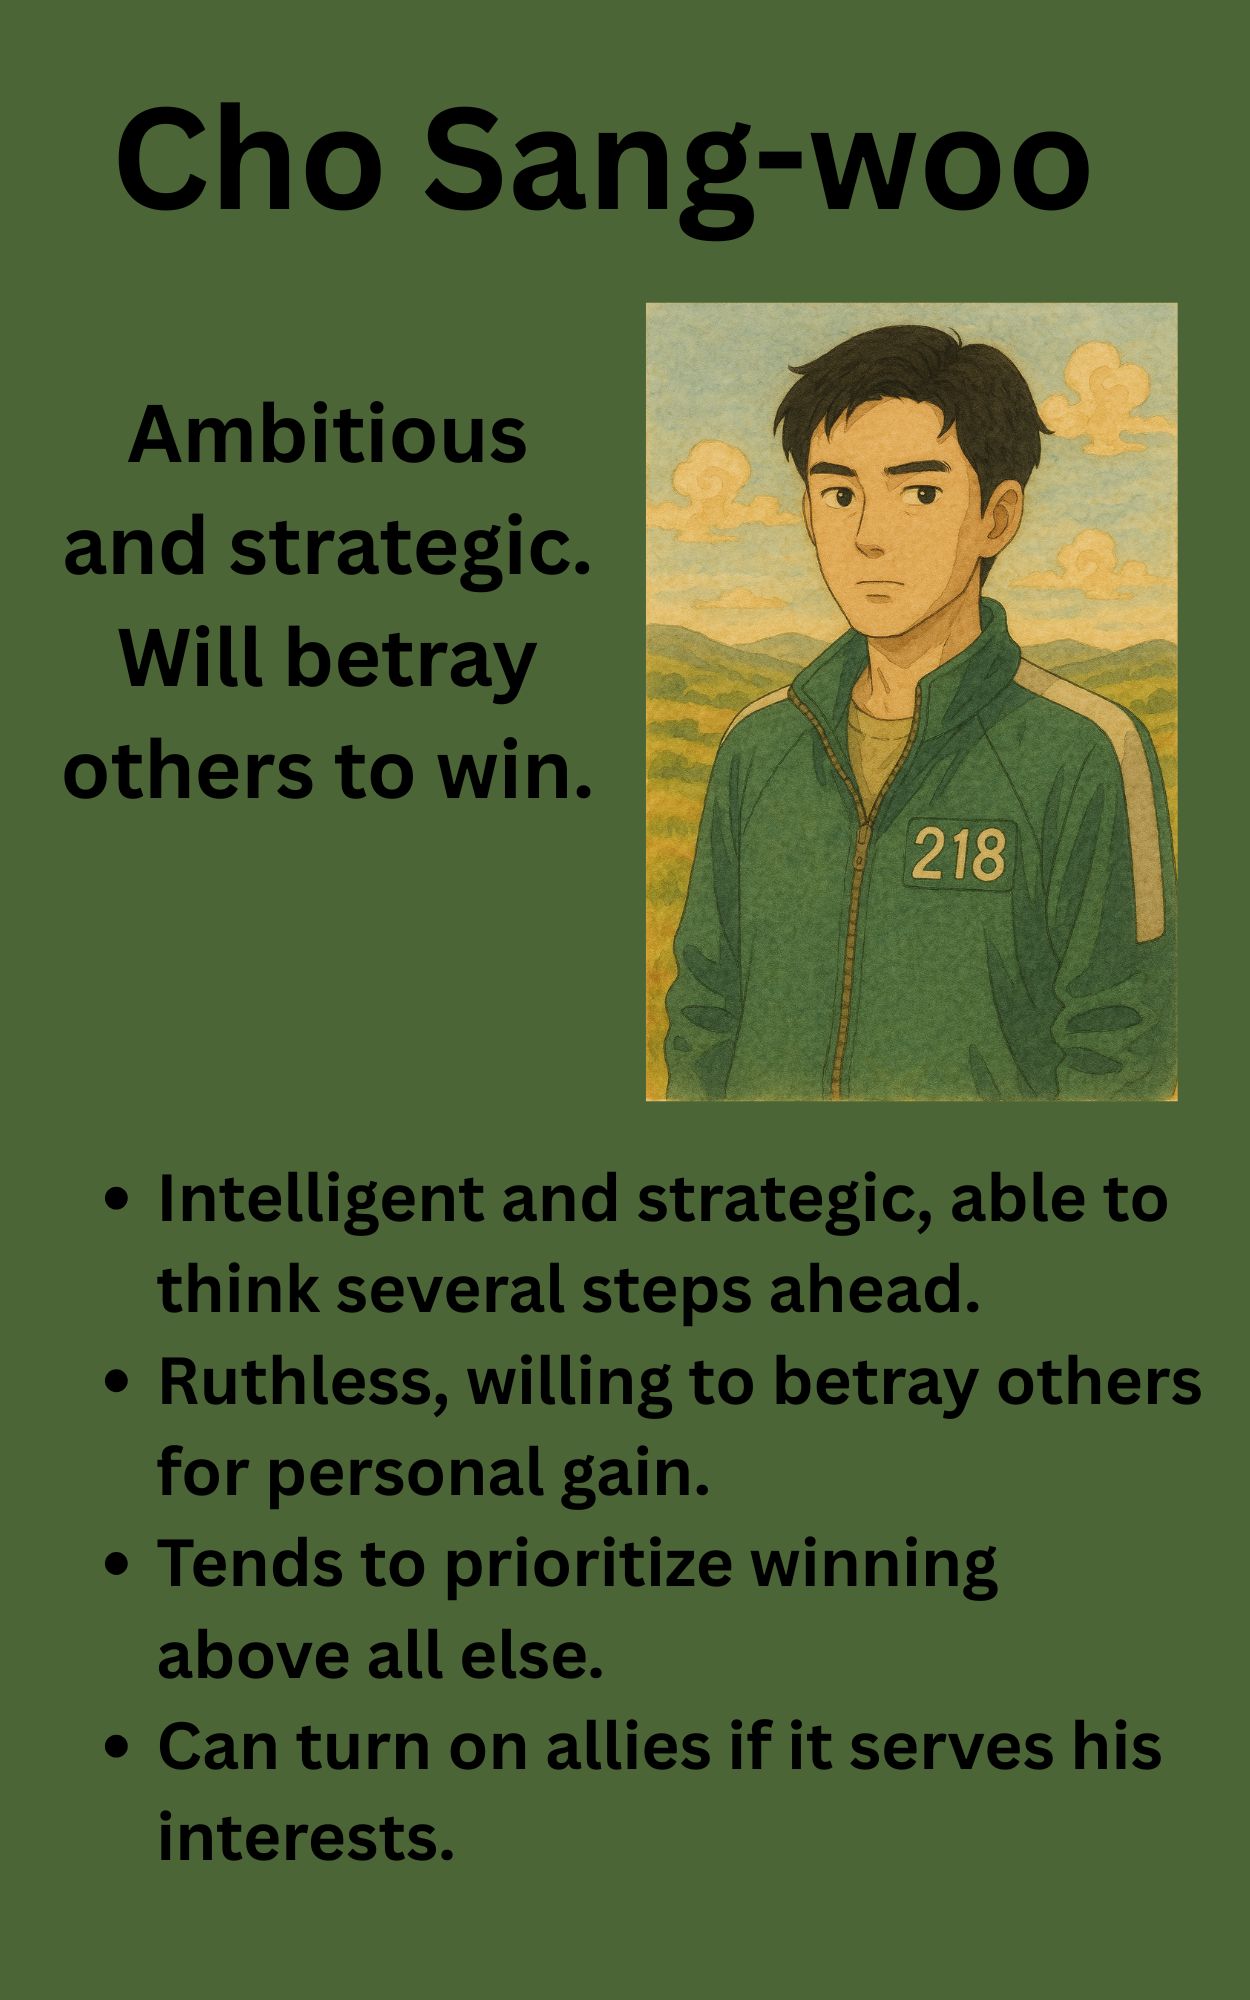 Cho Sang-woo
Ambitious
and strategic.
Will betray
others to win.
218
• Intelligent and strategic, able to
think several steps ahead.
• Ruthless, willing to betray others
for personal gain.
• Tends to prioritize winning
above all else.
• Can turn on allies if it serves his
interests.